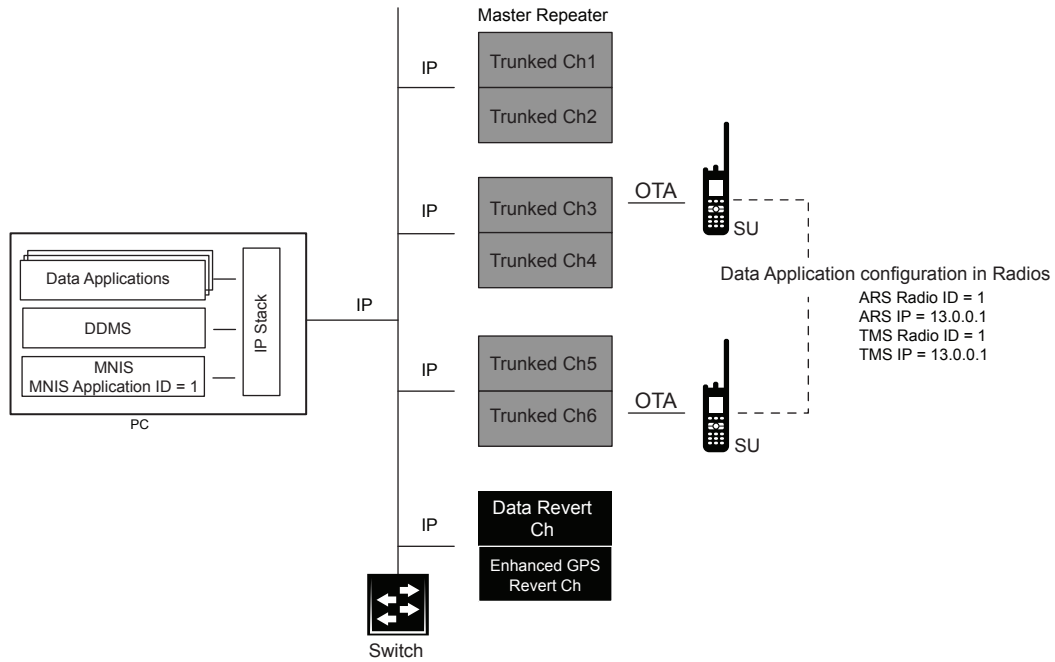 Master Repeater
IP
Trunked Ch1
Trunked Ch2
IP
Trunked Ch3
Trunked Ch4
OTA
SU
Data Applications
DDMS
MNIS
MNIS Application ID = 1
IP Stack
PC
IP
Data Application configuration in Radios
ARS Radio ID = 1
ARS IP = 13.0.0.1
TMS Radio ID = 1
TMS IP = 13.0.0.1
IP
Trunked Ch5
Trunked Ch6
OTA
SU
IP
Data Revert
Ch
Enhanced GPS
Revert Ch
Switch